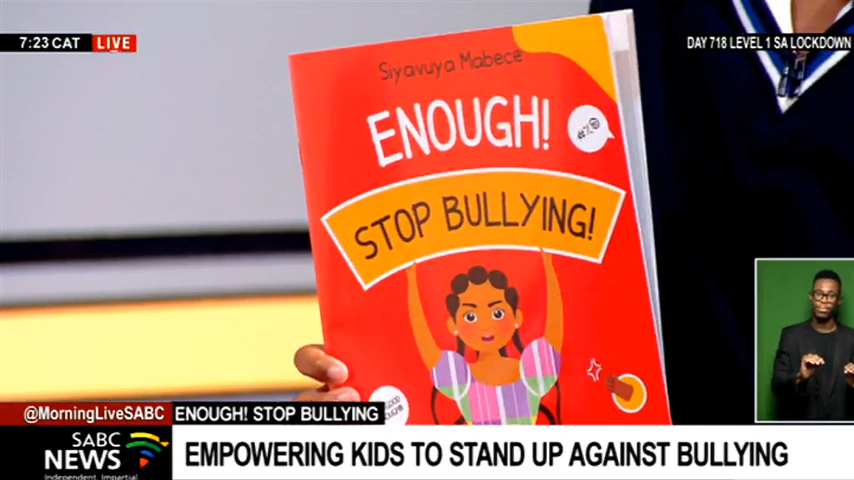 7:23 CAT LIVE
DAY 718 LEVEL 1 SA LOCKDOWN
Siyavuya Mabece
ENOUGH!
STOP BULLYING!
GOOD
@MorningLiveSABC
ENOUGH! STOP BULLYING
SABC
NEWS
Independent. Impartial
EMPOWERING KIDS TO STAND UP AGAINST BULLYING